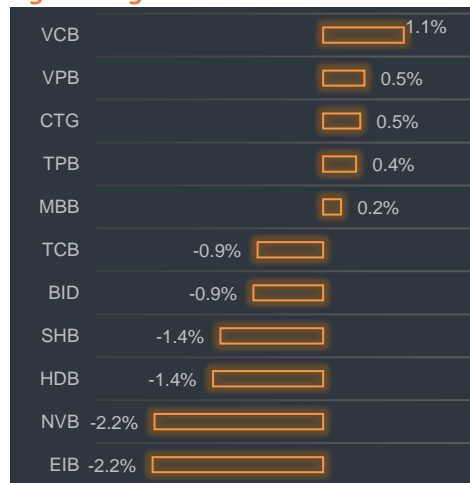 VCB 1.1%
VPB 0.5%
CTG 0.5%
TPB 0.4%
MBB 0.2%
TCB -0.9%
BID -0.9%
SHB -1.4%
HDB -1.4%
NVB -2.2%
EIB -2.2%